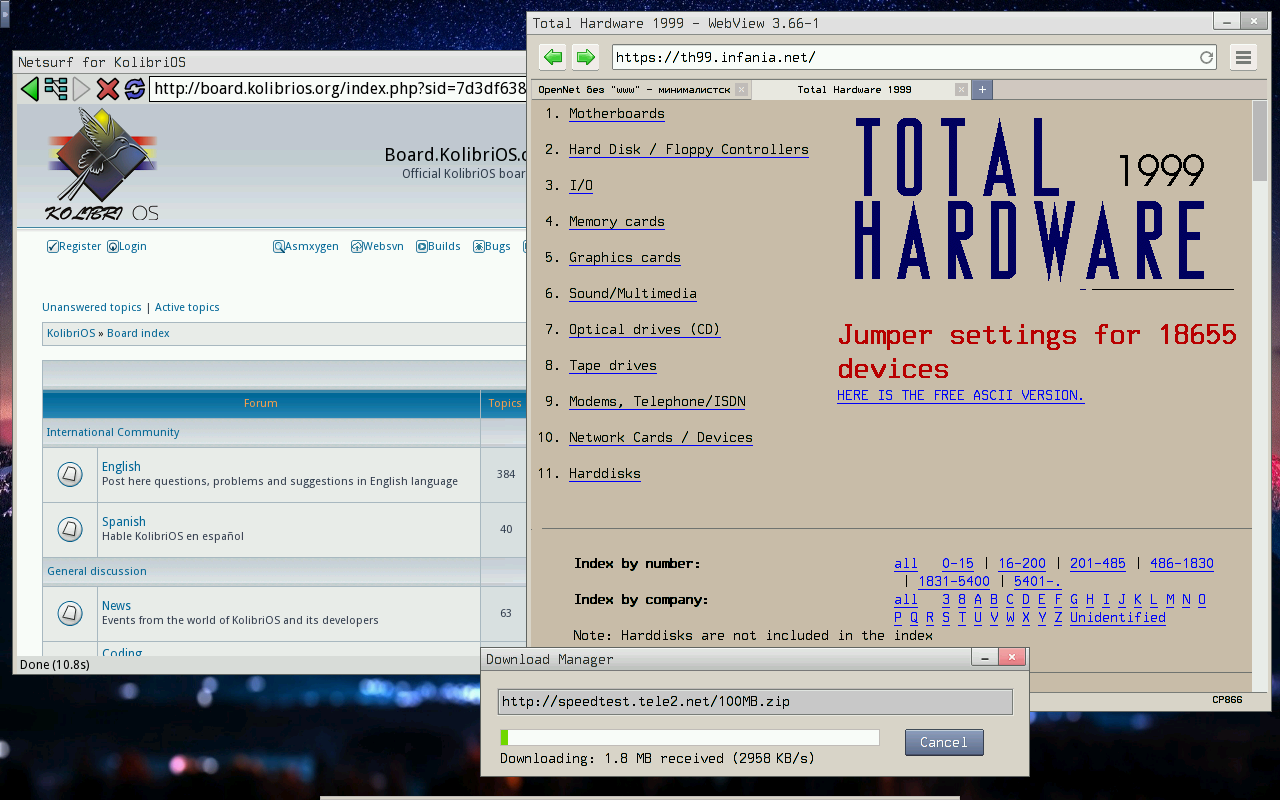 Netsurf for KolibriOS
http://board.kolibrios.org/index.php?sid=7d3df638
KOLIBRI OS
Board.KolibriOS.
Official KolibriOS boar
Register Login Asmxygen Websvn Builds Bugs
Unanswered topics | Active topics
KolibriOS » Board index
Forum Topics
International Community
English
Post here questions, problems and suggestions in English language
384
Spanish
Hable KolibriOS en español
40
General discussion
News
Events from the world of KolibriOS and its developers
63
Coding
Done (10.8s)
Total Hardware 1999 - WebView 3.66-1
https://th99.infania.net/
OpenNet без "www" - минималистск
Total Hardware 1999
+
1. Motherboards
2. Hard Disk / Floppy Controllers
3. I/O
4. Memory cards
5. Graphics cards
6. Sound/Multimedia
7. Optical drives (CD)
8. Tape drives
9. Modems, Telephone/ISDN
10. Network Cards / Devices
11. Harddisks
TOTAL 1999
HARDWARE
Jumper settings for 18655
devices
HERE IS THE FREE ASCII VERSION.
Index by number: all 0-15 | 16-200 | 201-485 | 486-1830
| 1831-5400 | 5401-.
Index by company: all 3 8 A B C D E F G H I J K L M N O
P Q R S T U V W X Y Z Unidentified
Note: Harddisks are not included in the index
CP866
Download Manager
http://speedtest.tele2.net/100MB.zip
Downloading: 1.8 MB received (2958 KB/s)
Cancel